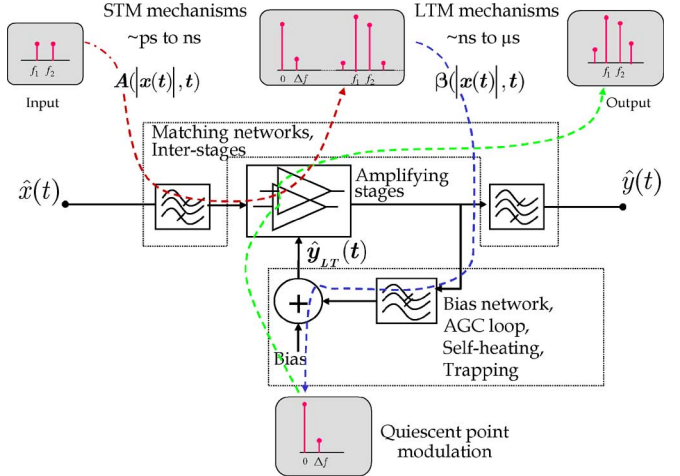 STM mechanisms
~ps to ns
A(|x(t)|,t)
LTM mechanisms
~ns to µs
β(|x(t)|,t)
f₁ f₂
Input
0 Δf f₁ f₂
f₁ f₂
Output
Matching networks,
Inter-stages
x̂(t)
Amplifying
stages
ŷ(t)
ŷ_LT(t)
+
Bias
Bias network,
AGC loop,
Self-heating,
Trapping
0 Δf
Quiescent point
modulation